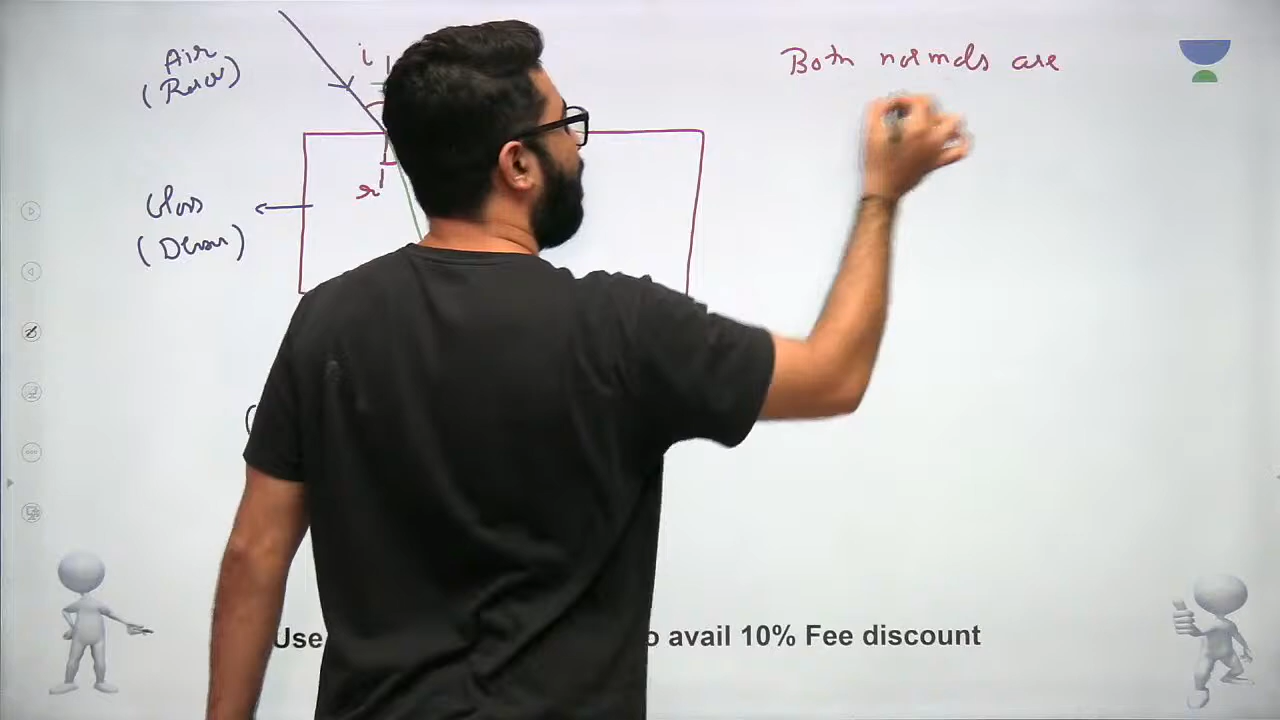 Air
(Rarer)
i
Both normals are
r
Glass
(Denser)
(
Use
o avail 10% Fee discount